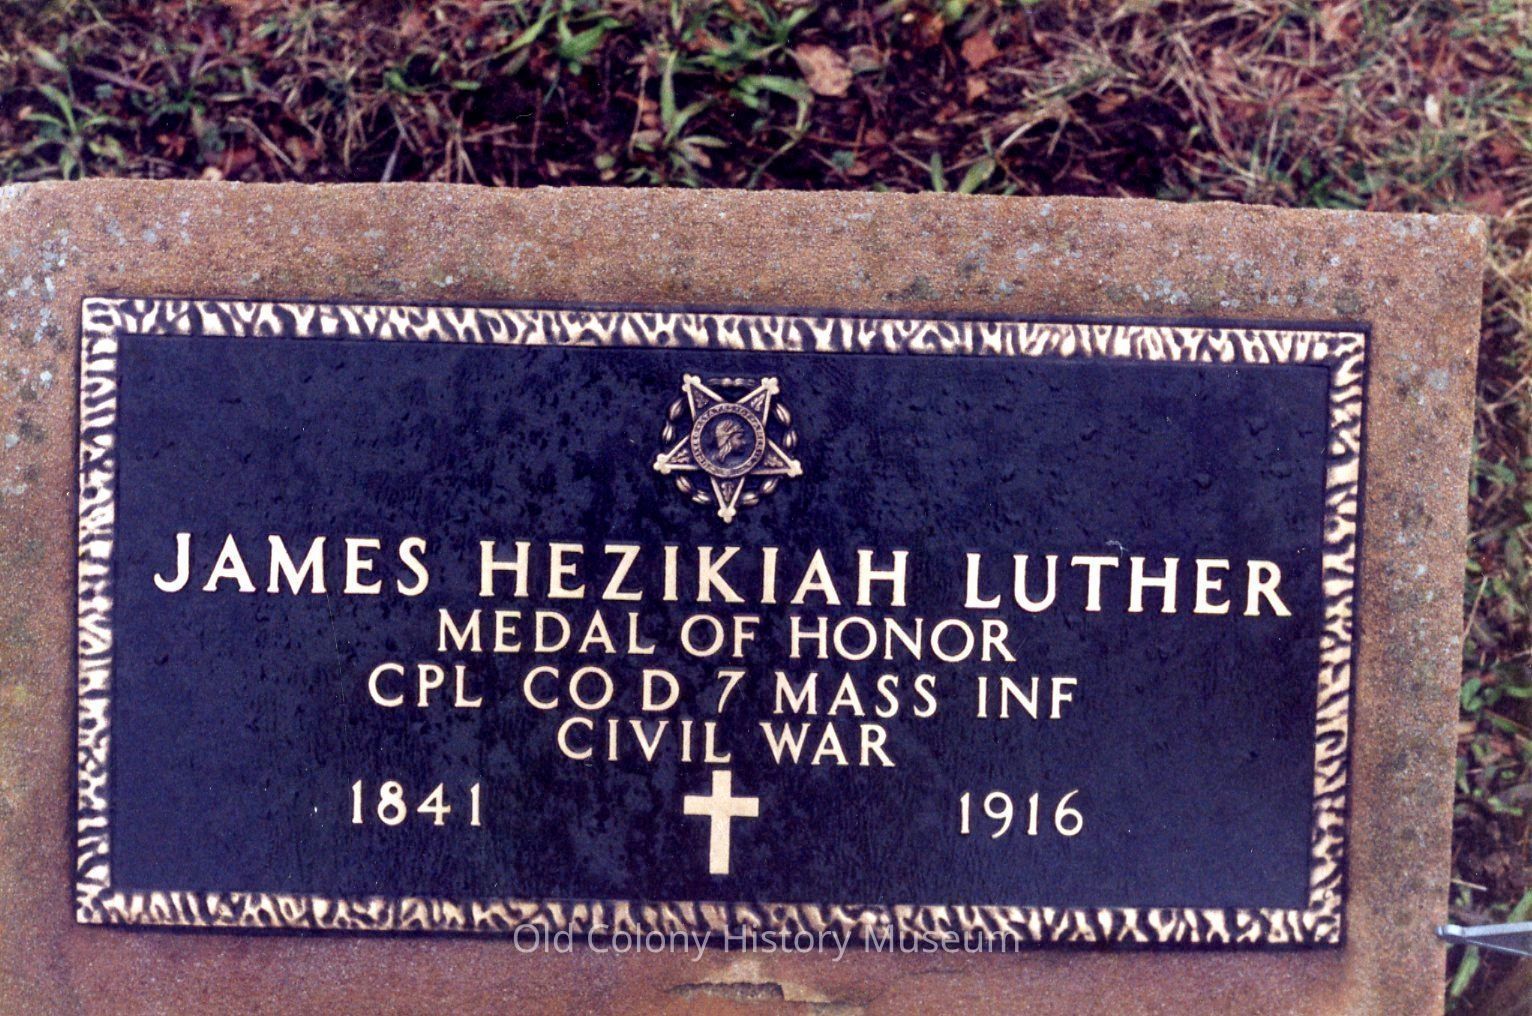 JAMES HEZIKIAH LUTHER
MEDAL OF HONOR
CPL CO D 7 MASS INF
CIVIL WAR
1841 1916
Old Colony History Museum